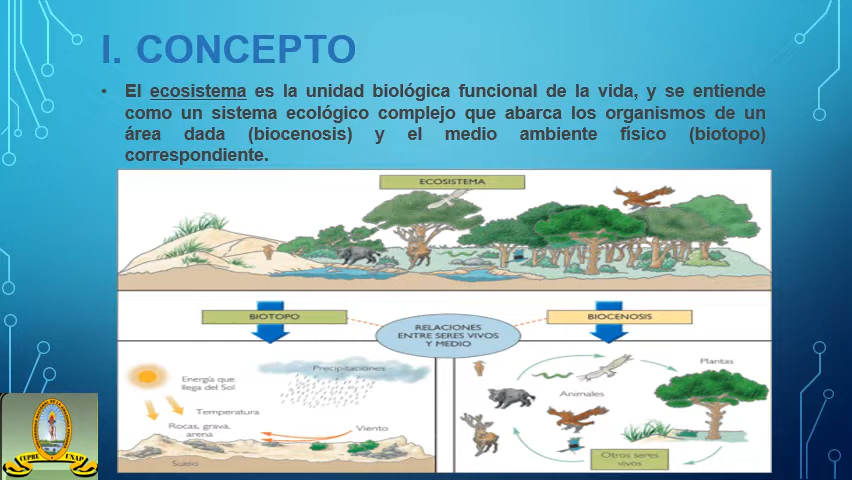 I. CONCEPTO
• El ecosistema es la unidad biológica funcional de la vida, y se entiende
como un sistema ecológico complejo que abarca los organismos de un
área dada (biocenosis) y el medio ambiente físico (biotopo)
correspondiente.
ECOSISTEMA
BIOTOPO
RELACIONES
ENTRE SERES VIVOS
Y MEDIO
BIOCENOSIS
Energía que
llega del Sol
Precipitaciones
Temperatura
Rocas, grava,
arena
Viento
Suelo
Plantas
Animales
Otros seres
vivos
CEPRE UNAP